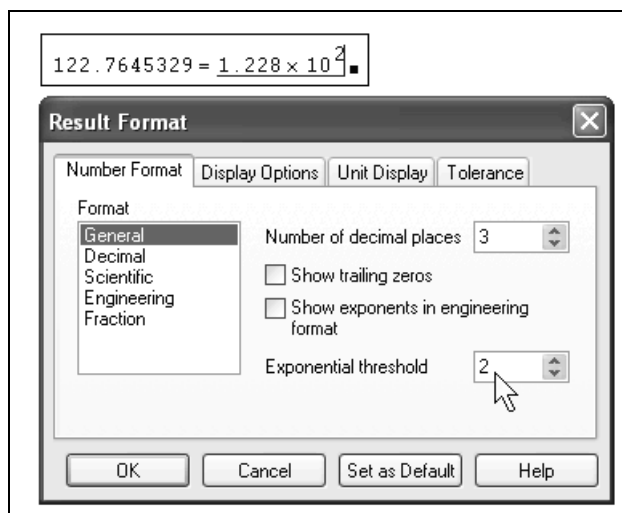 122.7645329 = 1.228 × 10²
Result Format
Number Format Display Options Unit Display Tolerance
Format
General
Decimal
Scientific
Engineering
Fraction
Number of decimal places 3
Show trailing zeros
Show exponents in engineering
format
Exponential threshold 2
OK Cancel Set as Default Help